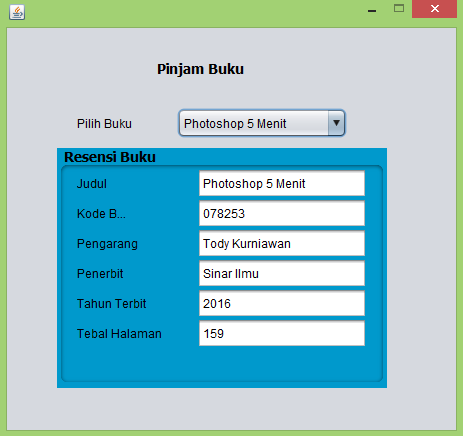 Pinjam Buku
Pilih Buku Photoshop 5 Menit
Resensi Buku
Judul Photoshop 5 Menit
Kode B... 078253
Pengarang Tody Kurniawan
Penerbit Sinar Ilmu
Tahun Terbit 2016
Tebal Halaman 159